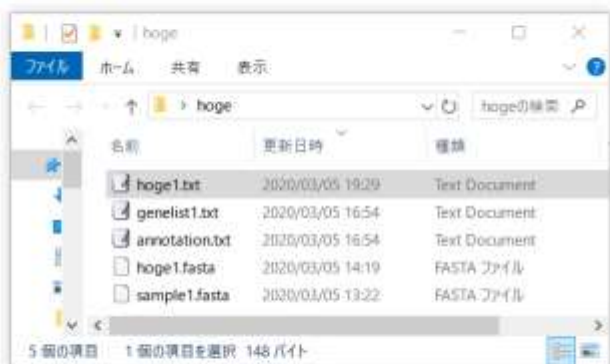 hoge
ファイル ホーム 共有 表示
hoge hogeの検索
名前 更新日時 種類
hoge1.txt 2020/03/05 19:29 Text Document
genelist1.txt 2020/03/05 16:54 Text Document
annotation.txt 2020/03/05 16:54 Text Document
hoge1.fasta 2020/03/05 14:19 FASTA ファイル
sample1.fasta 2020/03/05 13:22 FASTA ファイル
5 個の項目 1 個の項目を選択 148 バイト